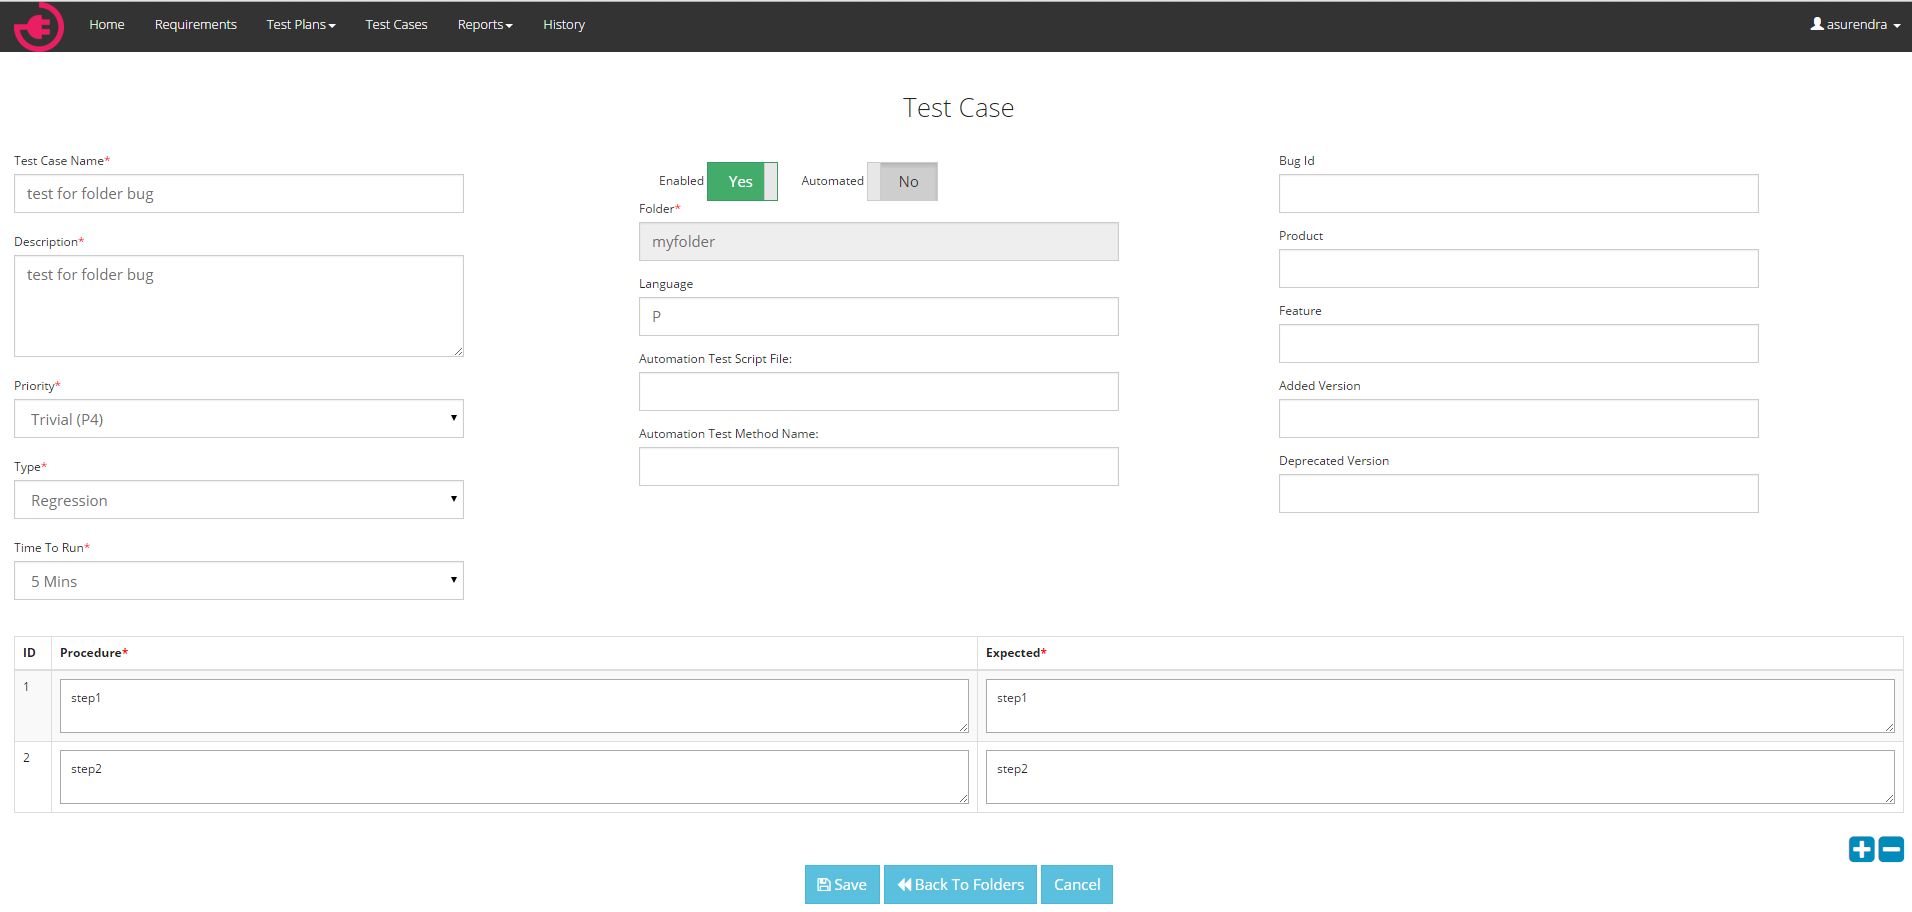 Home Requirements Test Plans Test Cases Reports History asurendra
Test Case
Test Case Name*
test for folder bug
Description*
test for folder bug
Priority*
Trivial (P4)
Type*
Regression
Time To Run*
5 Mins
Enabled Yes Automated No
Folder*
myfolder
Language
P
Automation Test Script File:
Automation Test Method Name:
Bug Id
Product
Feature
Added Version
Deprecated Version
ID Procedure* Expected*
1 step1 step1
2 step2 step2
Save Back To Folders Cancel